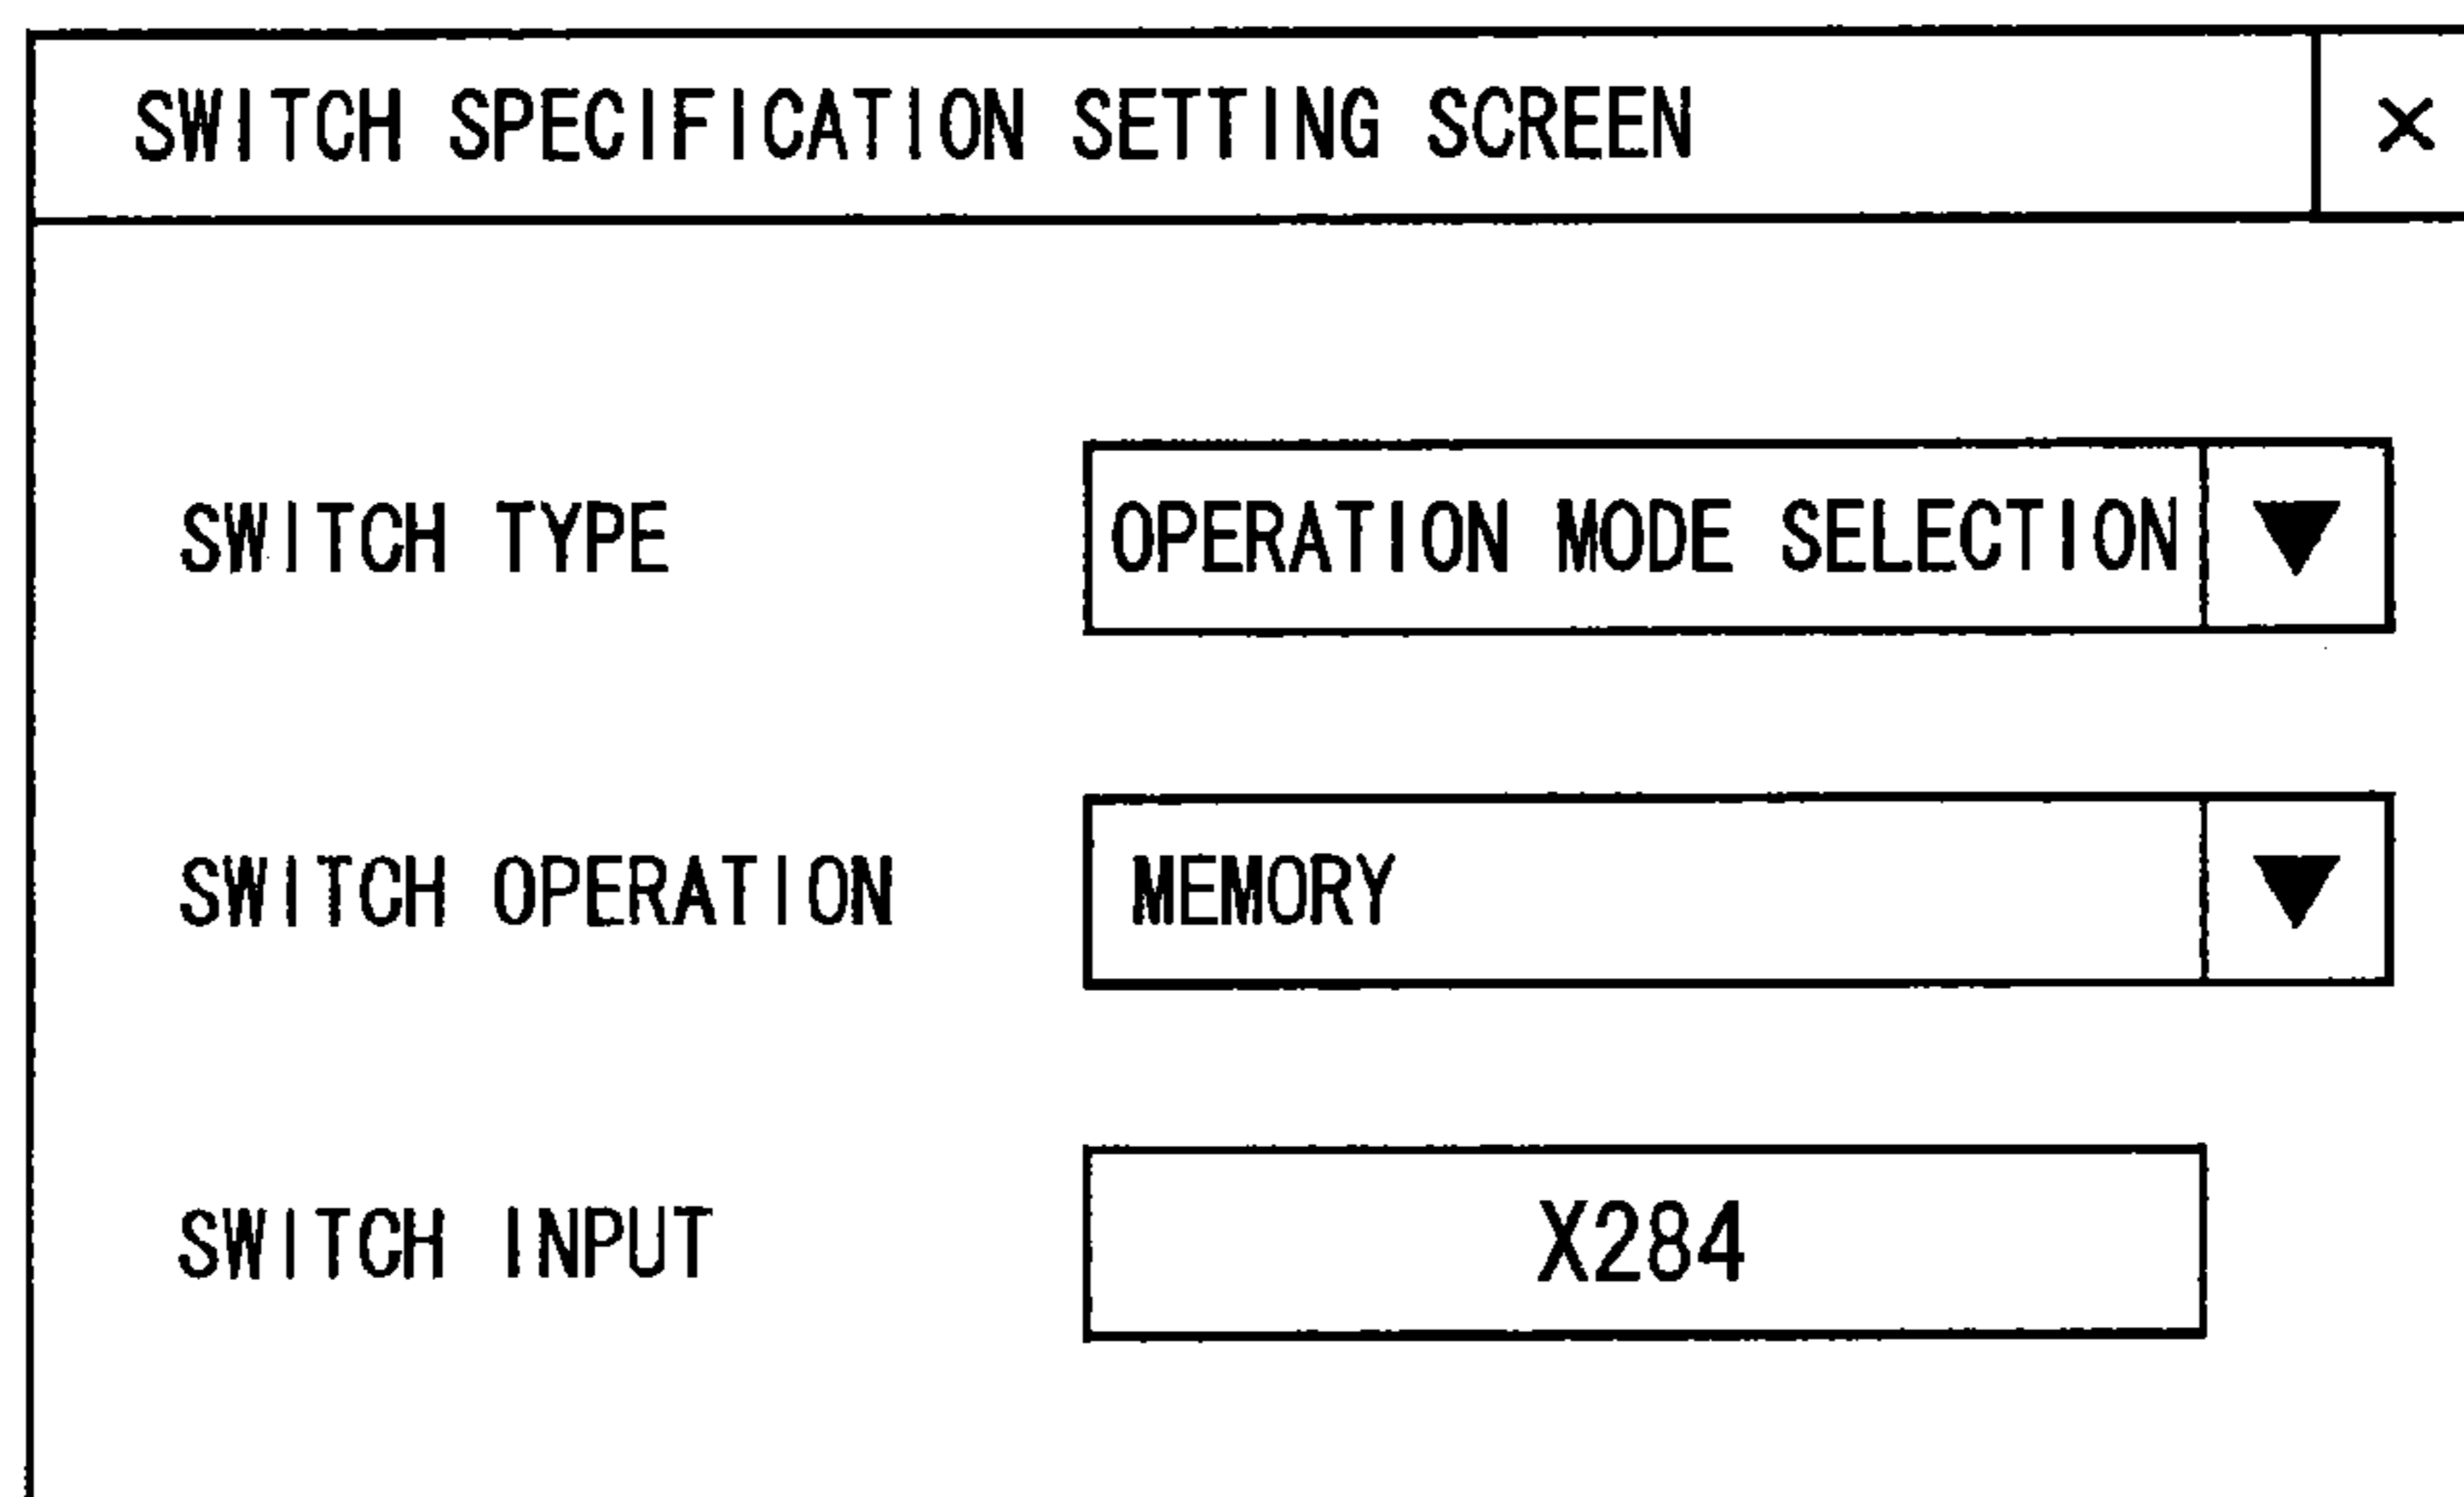 SWITCH SPECIFICATION SETTING SCREEN ×
SWITCH TYPE OPERATION MODE SELECTION ▼
SWITCH OPERATION MEMORY ▼
SWITCH INPUT X284